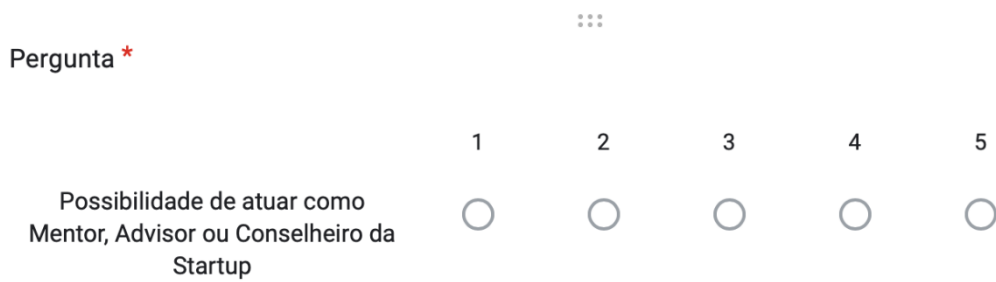 Pergunta *
1 2 3 4 5
Possibilidade de atuar como
Mentor, Advisor ou Conselheiro da
Startup